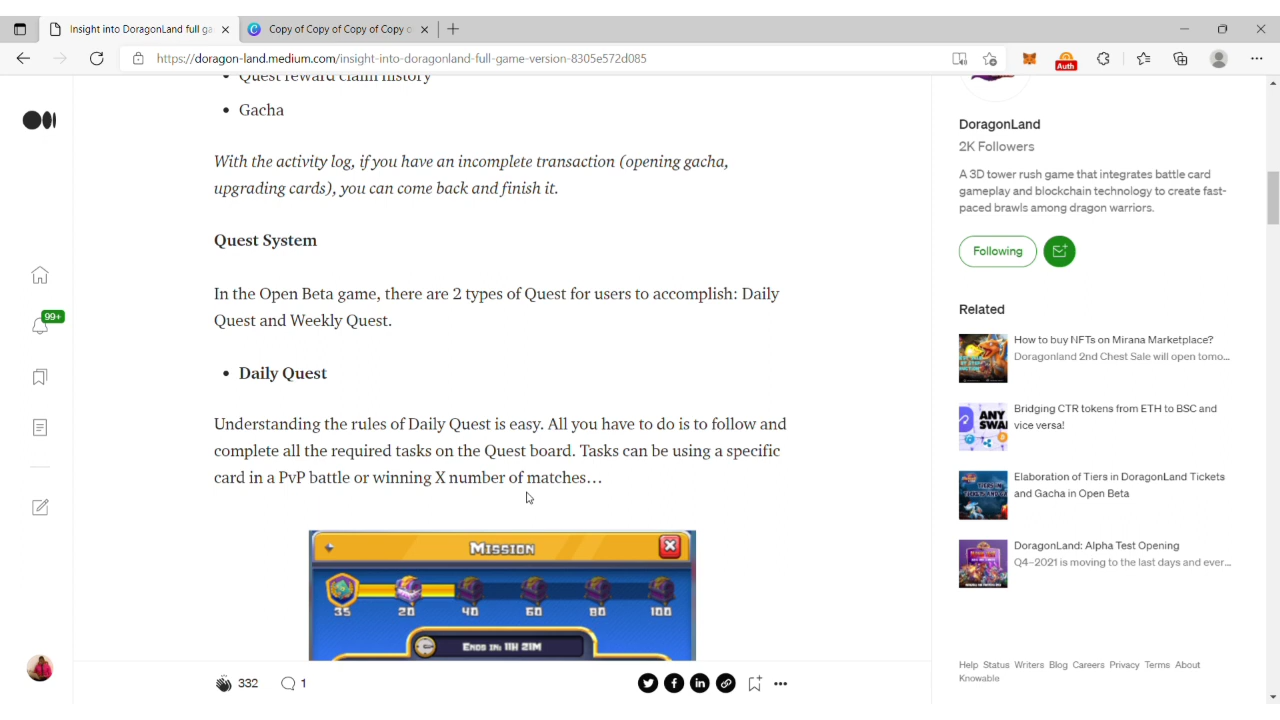 Insight into DoragonLand full ga
Copy of Copy of Copy of Copy o
https://doragon-land.medium.com/insight-into-doragonland-full-game-version-8305e572d085
Auth
Quest reward chat history
• Gacha
With the activity log, if you have an incomplete transaction (opening gacha,
upgrading cards), you can come back and finish it.
Quest System
In the Open Beta game, there are 2 types of Quest for users to accomplish: Daily
Quest and Weekly Quest.
• Daily Quest
Understanding the rules of Daily Quest is easy. All you have to do is to follow and
complete all the required tasks on the Quest board. Tasks can be using a specific
card in a PvP battle or winning X number of matches...
Mission
35 20 40 60 80 100
Ends in: 11H 21M
99+
332
1
DoragonLand
2K Followers
A 3D tower rush game that integrates battle card
gameplay and blockchain technology to create fast-
paced brawls among dragon warriors.
Following
Related
How to buy NFTs on Mirana Marketplace?
Doragonland 2nd Chest Sale will open tomo...
ANY
SWA
Bridging CTR tokens from ETH to BSC and
vice versa!
Elaboration of Tiers in DoragonLand Tickets
and Gacha in Open Beta
DoragonLand: Alpha Test Opening
Q4–2021 is moving to the last days and ever...
Help Status Writers Blog Careers Privacy Terms About
Knowable